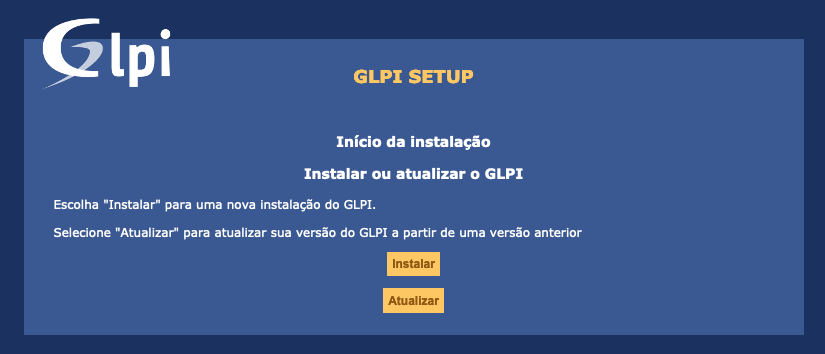 Glpi
GLPI SETUP
Início da instalação
Instalar ou atualizar o GLPI
Escolha "Instalar" para uma nova instalação do GLPI.
Selecione "Atualizar" para atualizar sua versão do GLPI a partir de uma versão anterior
Instalar
Atualizar